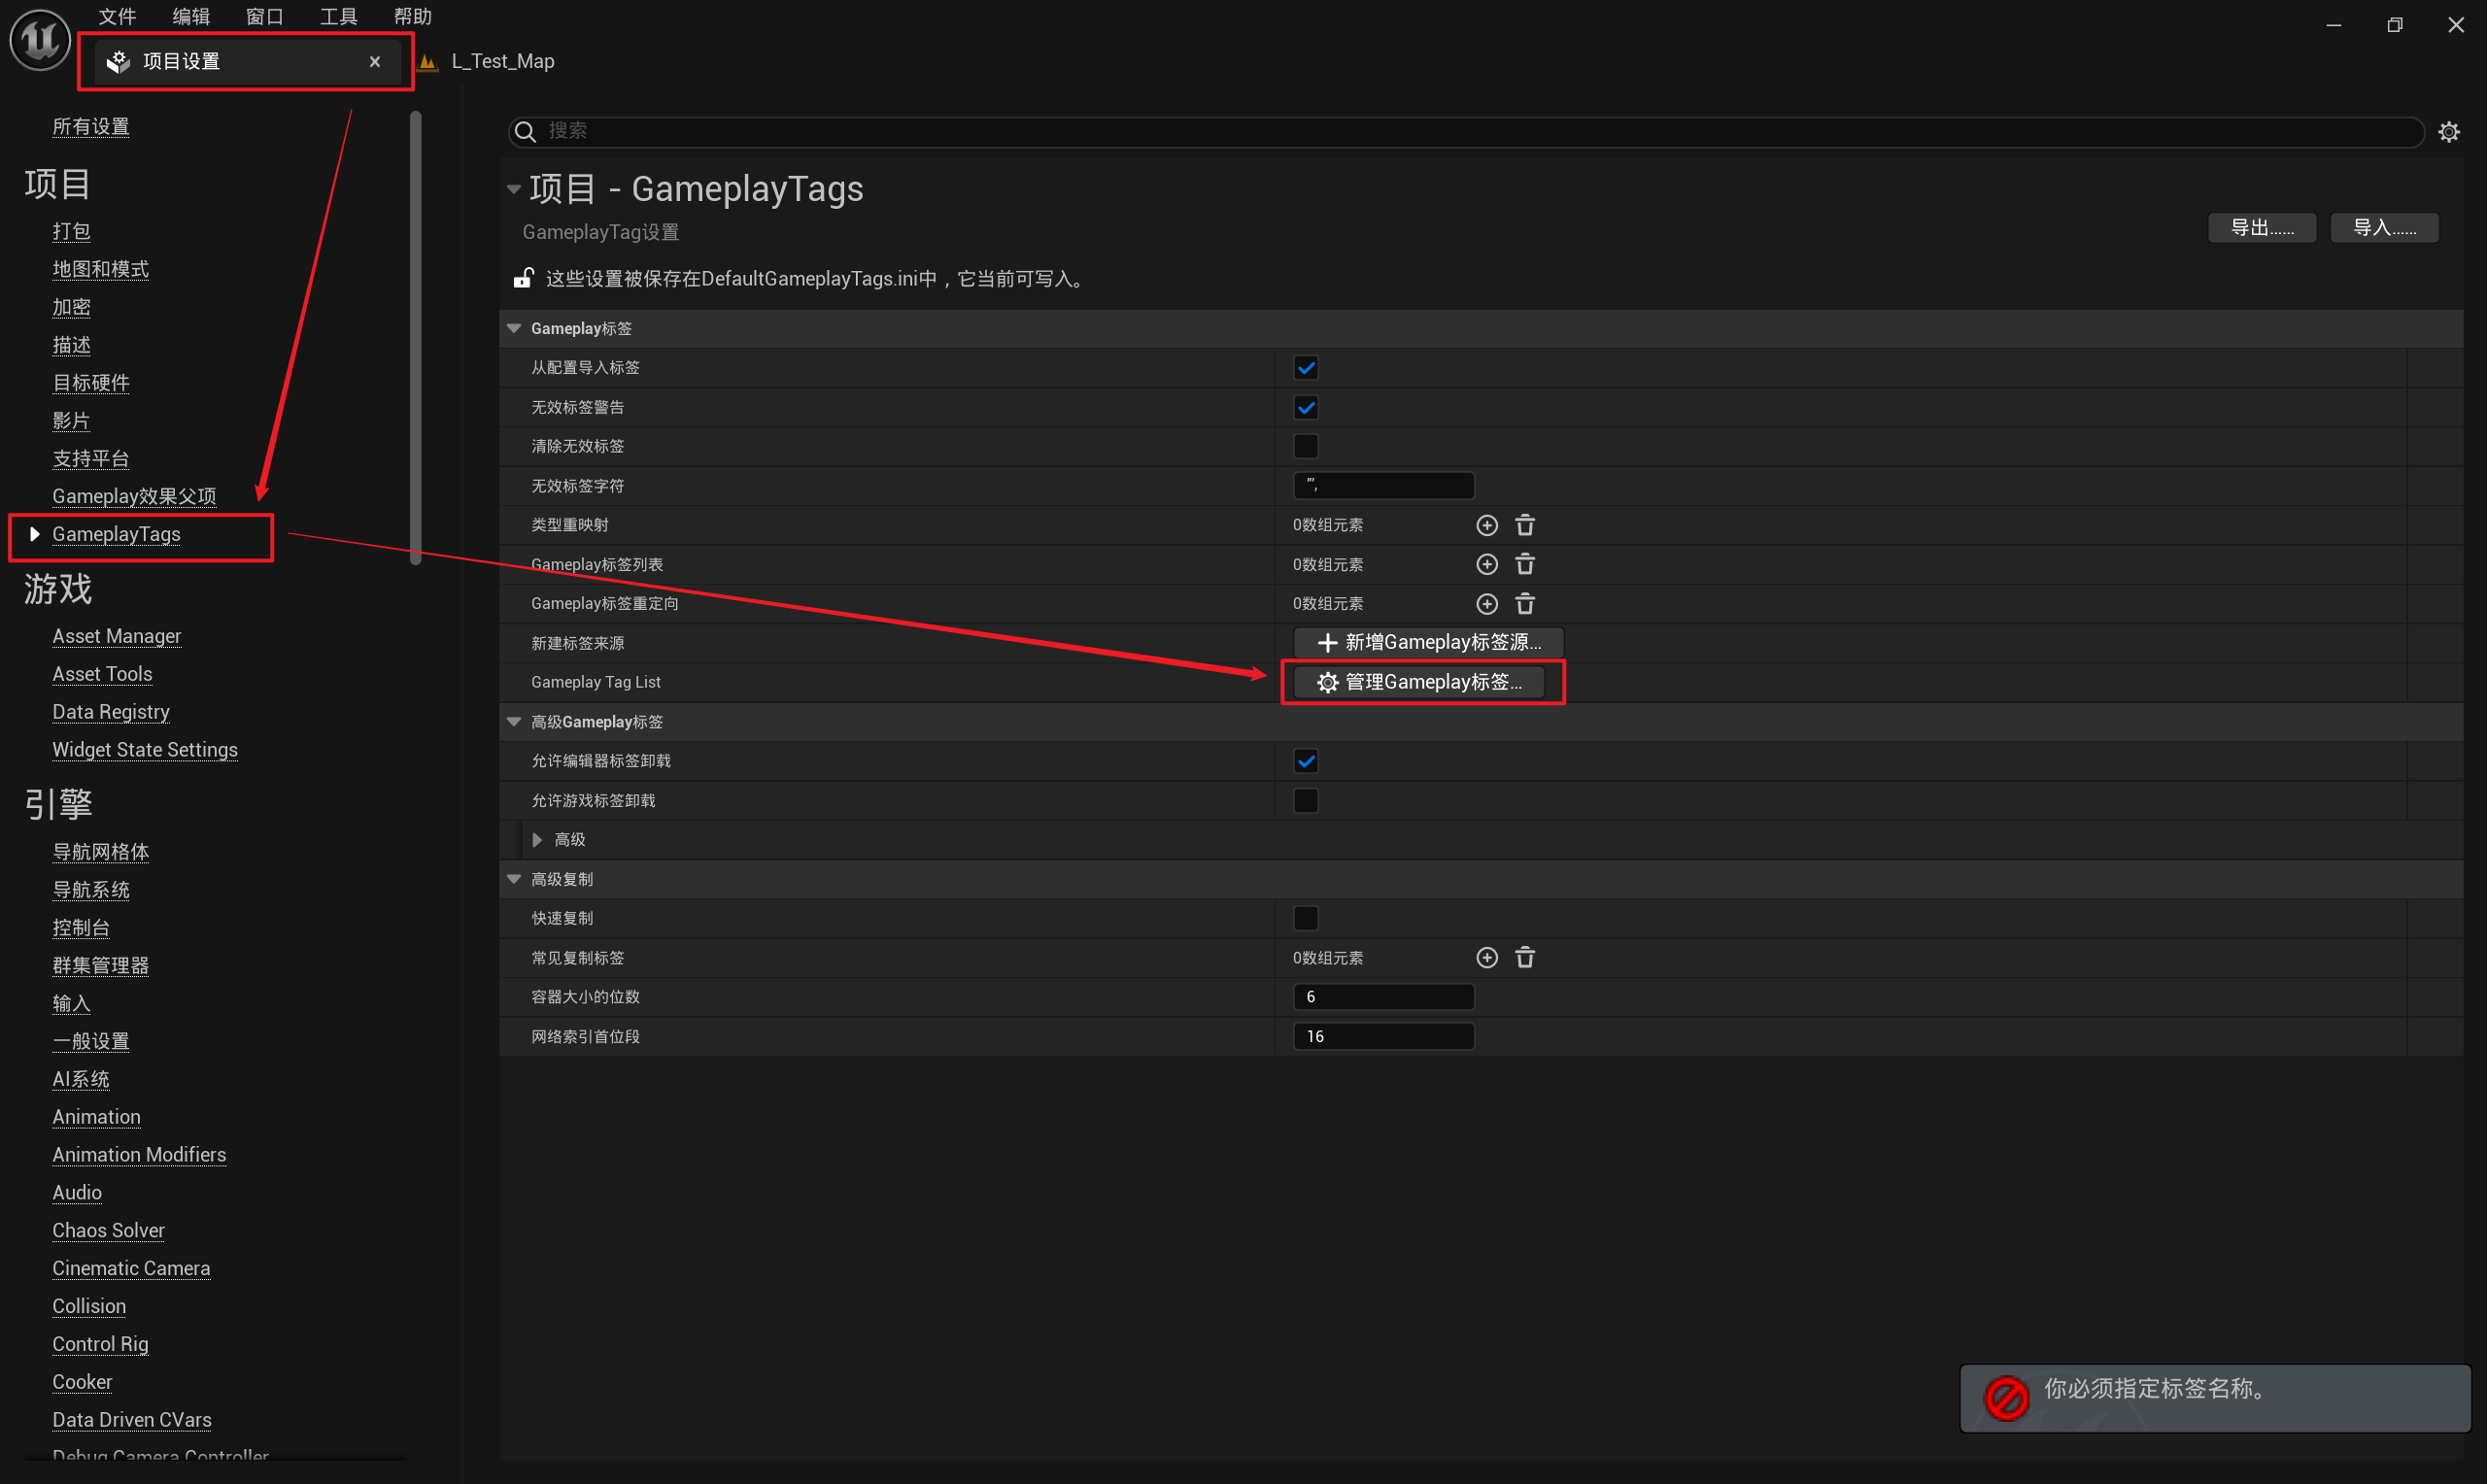 文件 编辑 窗口 工具 帮助
项目设置
L_Test_Map
所有设置
项目
打包
地图和模式
加密
描述
目标硬件
影片
支持平台
Gameplay效果父项
GameplayTags
游戏
Asset Manager
Asset Tools
Data Registry
Widget State Settings
引擎
导航网格体
导航系统
控制台
群集管理器
输入
一般设置
AI系统
Animation
Animation Modifiers
Audio
Chaos Solver
Cinematic Camera
Collision
Control Rig
Cooker
Data Driven CVars
Debug Camera Controller
搜索
项目 - GameplayTags
GameplayTag设置
导出...... 导入......
这些设置被保存在DefaultGameplayTags.ini中，它当前可写入。
Gameplay标签
从配置导入标签
无效标签警告
清除无效标签
无效标签字符 "',
类型重映射 0数组元素
Gameplay标签列表 0数组元素
Gameplay标签重定向 0数组元素
新建标签来源 新增Gameplay标签源...
Gameplay Tag List 管理Gameplay标签...
高级Gameplay标签
允许编辑器标签卸载
允许游戏标签卸载
高级
高级复制
快速复制
常见复制标签 0数组元素
容器大小的位数 6
网络索引首位段 16
你必须指定标签名称。